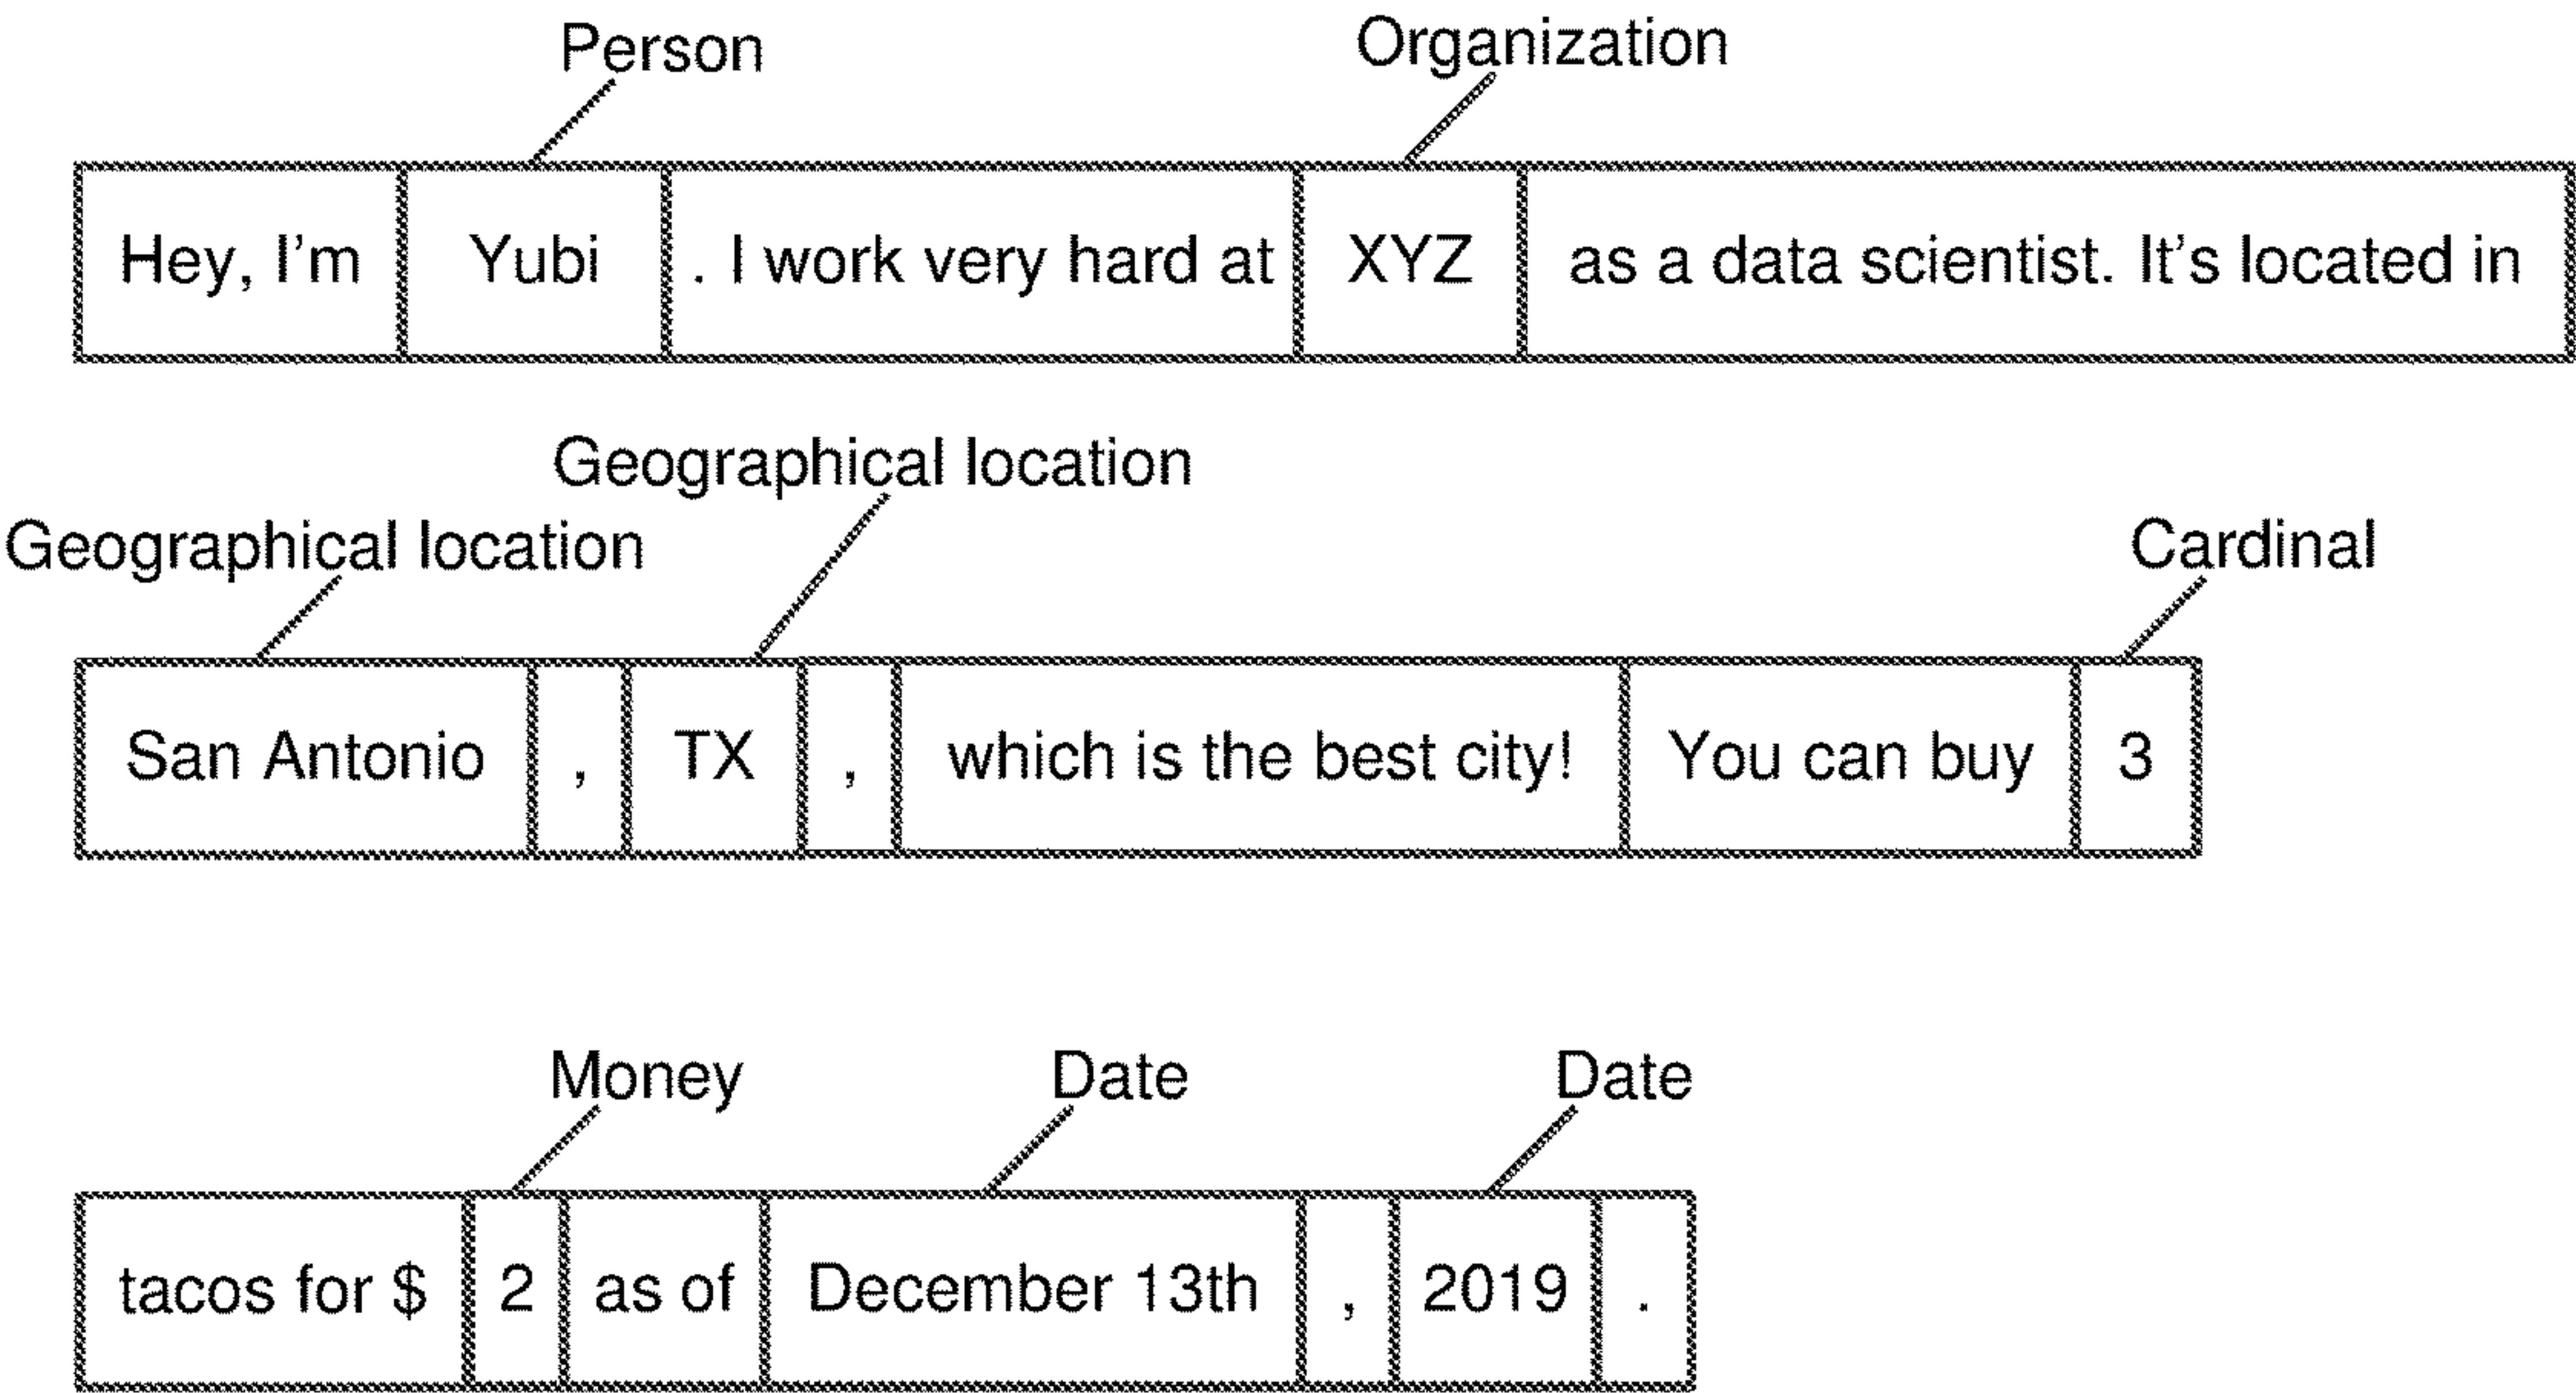 Person Organization
Hey, I'm Yubi . I work very hard at XYZ as a data scientist. It's located in
Geographical location
Geographical location Cardinal
San Antonio , TX , which is the best city! You can buy 3
Money Date Date
tacos for $ 2 as of December 13th , 2019 .